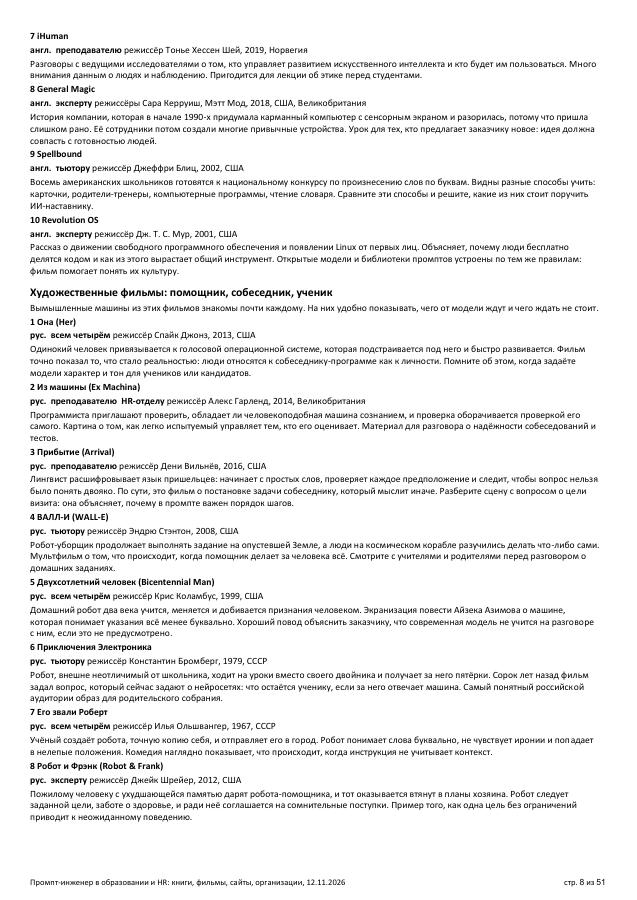 7 iHuman
англ. преподавателю режиссёр Тонье Хессен Шей, 2019, Норвегия
Разговоры с ведущими исследователями о том, кто управляет развитием искусственного интеллекта и кто будет им пользоваться. Много
внимания данным о людях и наблюдению. Пригодится для лекции об этике перед студентами.
8 General Magic
англ. эксперту режиссёры Сара Керруиш, Мэтт Мод, 2018, США, Великобритания
История компании, которая в начале 1990-х придумала карманный компьютер с сенсорным экраном и разорилась, потому что пришла
слишком рано. Её сотрудники потом создали многие привычные устройства. Урок для тех, кто предлагает заказчику новое: идея должна
совпасть с готовностью людей.
9 Spellbound
англ. тьютору режиссёр Джеффри Блиц, 2002, США
Восемь американских школьников готовятся к национальному конкурсу по произнесению слов по буквам. Видны разные способы учить:
карточки, родители-тренеры, компьютерные программы, чтение словаря. Сравните эти способы и решите, какие из них стоит поручить
ИИ-наставнику.
10 Revolution OS
англ. эксперту режиссёр Дж. Т. С. Мур, 2001, США
Рассказ о движении свободного программного обеспечения и появлении Linux от первых лиц. Объясняет, почему люди бесплатно
делятся кодом и как из этого вырастает общий инструмент. Открытые модели и библиотеки промптов устроены по тем же правилам:
фильм помогает понять их культуру.
Художественные фильмы: помощник, собеседник, ученик
Вымышленные машины из этих фильмов знакомы почти каждому. На них удобно показывать, чего от модели ждут и чего ждать не стоит.
1 Она (Her)
рус. всем четырём режиссёр Спайк Джонз, 2013, США
Одинокий человек привязывается к голосовой операционной системе, которая подстраивается под него и быстро развивается. Фильм
точно показал то, что стало реальностью: люди относятся к собеседнику-программе как к личности. Помните об этом, когда задаёте
модели характер и тон для учеников или кандидатов.
2 Из машины (Ex Machina)
рус. преподавателю HR-отделу режиссёр Алекс Гарленд, 2014, Великобритания
Программиста приглашают проверить, обладает ли человекоподобная машина сознанием, и проверка оборачивается проверкой его
самого. Картина о том, как легко испытуемый управляет тем, кто его оценивает. Материал для разговора о надёжности собеседований и
тестов.
3 Прибытие (Arrival)
рус. преподавателю режиссёр Дени Вильнёв, 2016, США
Лингвист расшифровывает язык пришельцев: начинает с простых слов, проверяет каждое предположение и следит, чтобы вопрос нельзя
было понять двояко. По сути, это фильм о постановке задачи собеседнику, который мыслит иначе. Разберите сцену с вопросом о цели
визита: она объясняет, почему в промпте важен порядок шагов.
4 ВАЛЛ-И (WALL-E)
рус. тьютору режиссёр Эндрю Стэнтон, 2008, США
Робот-уборщик продолжает выполнять задание на опустевшей Земле, а люди на космическом корабле разучились делать что-либо сами.
Мультфильм о том, что происходит, когда помощник делает за человека всё. Смотрите с учителями и родителями перед разговором о
домашних заданиях.
5 Двухсотлетний человек (Bicentennial Man)
рус. всем четырём режиссёр Крис Коламбус, 1999, США
Домашний робот два века учится, меняется и добивается признания человеком. Экранизация повести Айзека Азимова о машине,
которая понимает указания всё менее буквально. Хороший повод объяснить заказчику, что современная модель не учится на разговоре
с ним, если это не предусмотрено.
6 Приключения Электроника
рус. тьютору режиссёр Константин Бромберг, 1979, СССР
Робот, внешне неотличимый от школьника, ходит на уроки вместо своего двойника и получает за него пятёрки. Сорок лет назад фильм
задал вопрос, который сейчас задают о нейросетях: что остаётся ученику, если за него отвечает машина. Самый понятный российской
аудитории образ для родительского собрания.
7 Его звали Роберт
рус. всем четырём режиссёр Илья Ольшвангер, 1967, СССР
Учёный создаёт робота, точную копию себя, и отправляет его в город. Робот понимает слова буквально, не чувствует иронии и попадает
в нелепые положения. Комедия наглядно показывает, что происходит, когда инструкция не учитывает контекст.
8 Робот и Фрэнк (Robot & Frank)
рус. эксперту режиссёр Джейк Шрейер, 2012, США
Пожилому человеку с ухудшающейся памятью дарят робота-помощника, и тот оказывается втянут в планы хозяина. Робот следует
заданной цели, заботе о здоровье, и ради неё соглашается на сомнительные поступки. Пример того, как одна цель без ограничений
приводит к неожиданному поведению.
Промпт-инженер в образовании и HR: книги, фильмы, сайты, организации, 12.11.2026
стр. 8 из 51